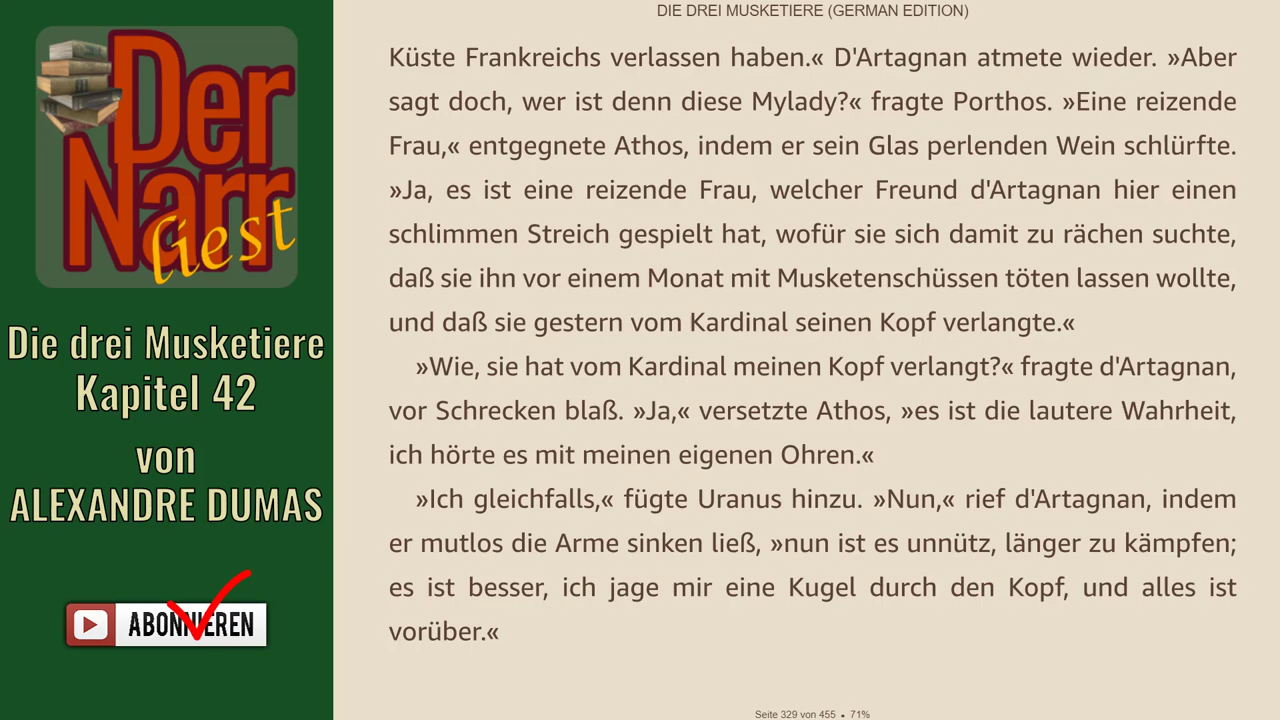 Der
Narr
liest
Die drei Musketiere
Kapitel 42
von
ALEXANDRE DUMAS
ABONNIEREN
DIE DREI MUSKETIERE (GERMAN EDITION)
Küste Frankreichs verlassen haben.« D'Artagnan atmete wieder. »Aber
sagt doch, wer ist denn diese Mylady?« fragte Porthos. »Eine reizende
Frau,« entgegnete Athos, indem er sein Glas perlenden Wein schlürfte.
»Ja, es ist eine reizende Frau, welcher Freund d'Artagnan hier einen
schlimmen Streich gespielt hat, wofür sie sich damit zu rächen suchte,
daß sie ihn vor einem Monat mit Musketenschüssen töten lassen wollte,
und daß sie gestern vom Kardinal seinen Kopf verlangte.«
»Wie, sie hat vom Kardinal meinen Kopf verlangt?« fragte d'Artagnan,
vor Schrecken blaß. »Ja,« versetzte Athos, »es ist die lautere Wahrheit,
ich hörte es mit meinen eigenen Ohren.«
»Ich gleichfalls,« fügte Uranus hinzu. »Nun,« rief d'Artagnan, indem
er mutlos die Arme sinken ließ, »nun ist es unnütz, länger zu kämpfen;
es ist besser, ich jage mir eine Kugel durch den Kopf, und alles ist
vorüber.«
Seite 329 von 455 • 71%